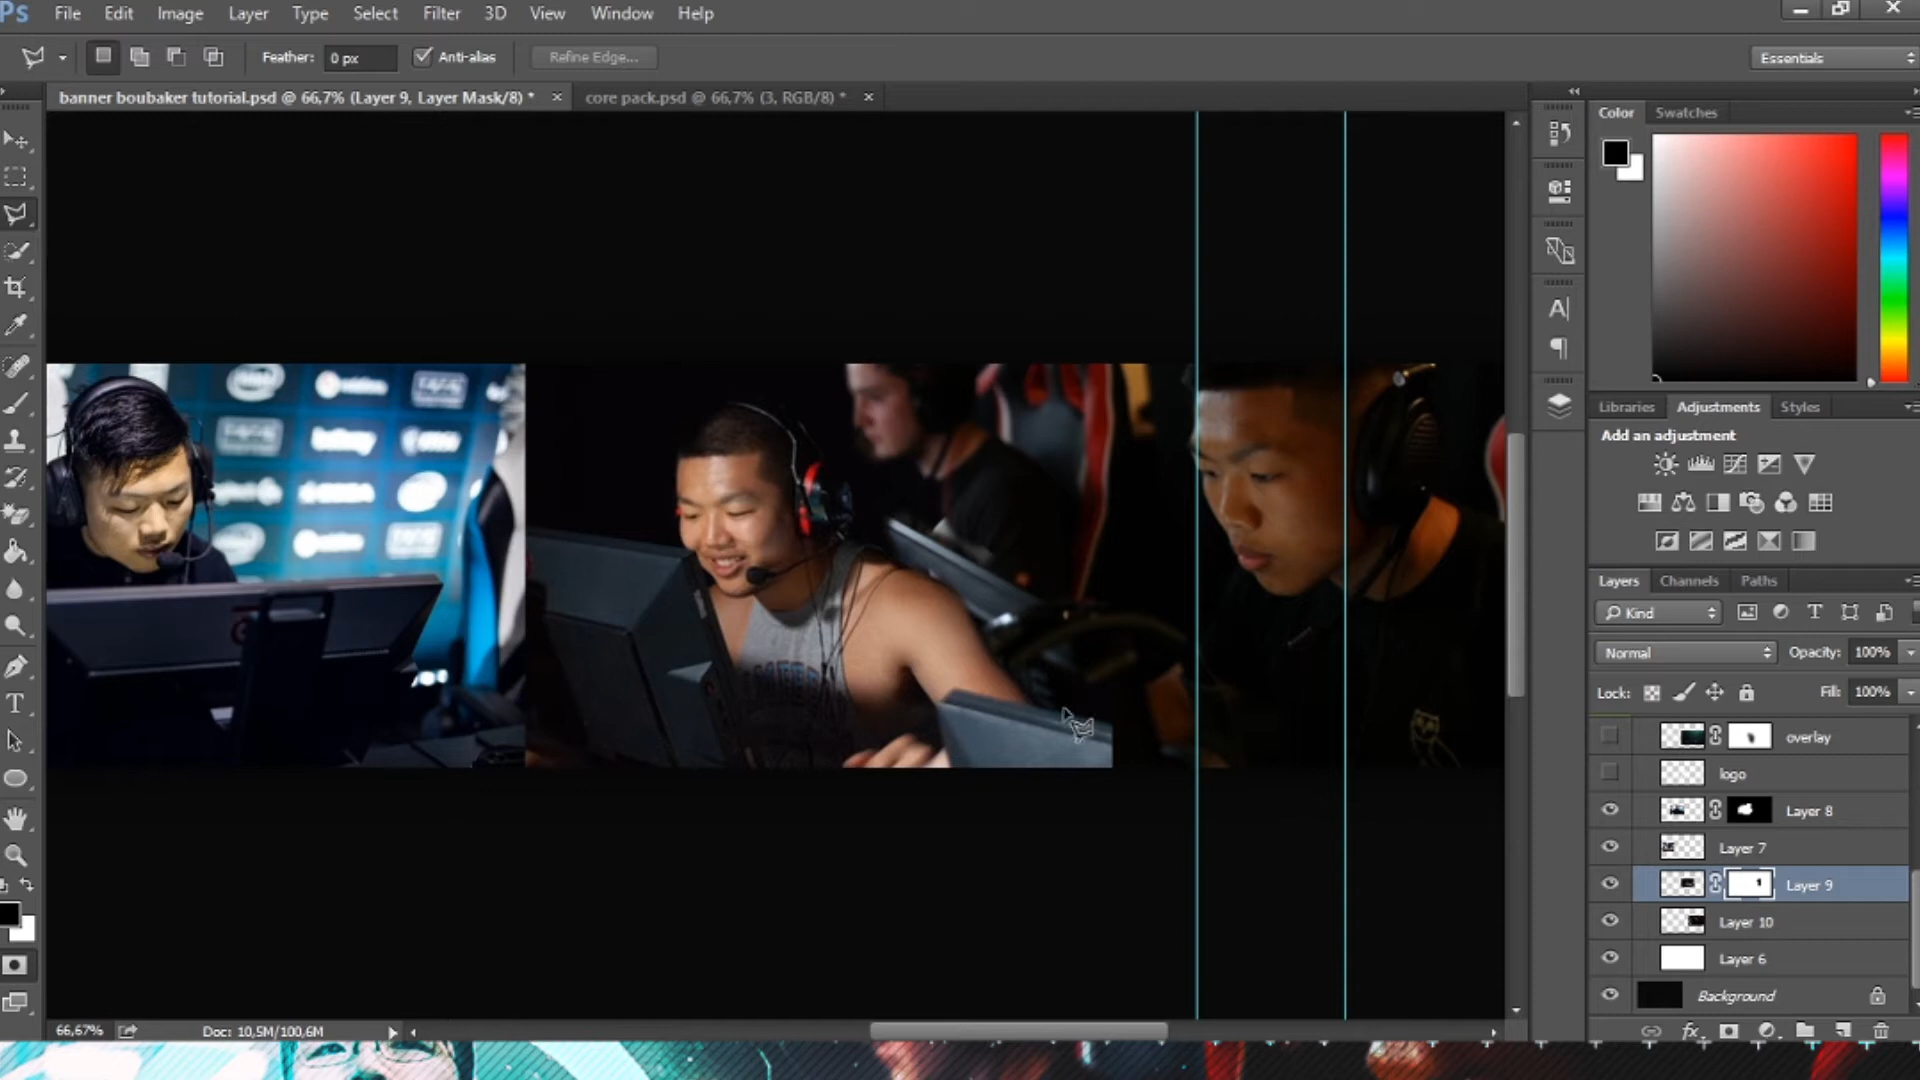 Ps File Edit Image Layer Type Select Filter 3D View Window Help
Feather: 0 px Anti-alias Refine Edge... Essentials
banner boubaker tutorial.psd @ 66,7% (Layer 9, Layer Mask/8) * × core pack.psd @ 66,7% (3, RGB/8) * ×
Color Swatches
Libraries Adjustments Styles
Add an adjustment
Layers Channels Paths
Kind
Normal Opacity: 100%
Lock: Fill: 100%
overlay
logo
Layer 8
Layer 7
Layer 9
Layer 10
Layer 6
Background
66,67% Doc: 10,5M/100,6M